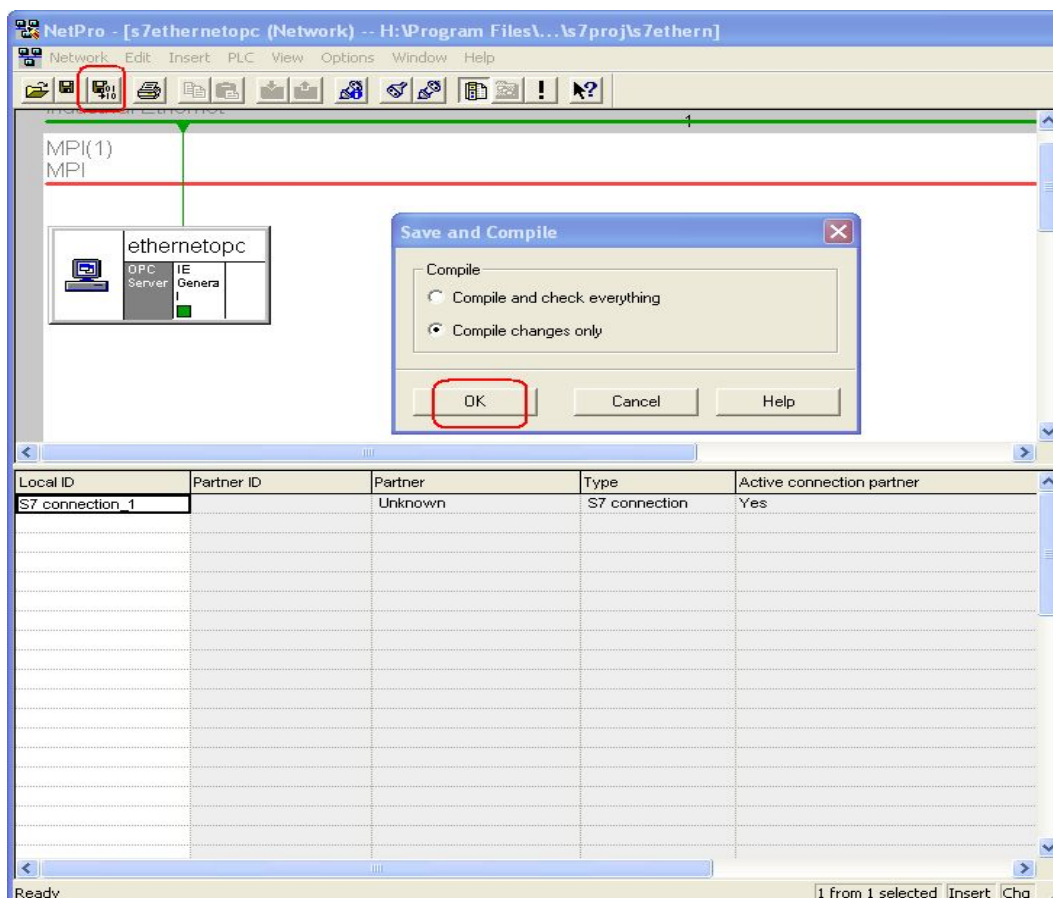 NetPro - [s7ethernetopc (Network) -- H:\Program Files\...\s7proj\s7ethern]
Network Edit Insert PLC View Options Window Help
Industrial Ethernet
1
MPI(1)
MPI
ethernetopc
OPC Server
IE Genera l
Save and Compile
Compile
Compile and check everything
Compile changes only
OK Cancel Help
Local ID Partner ID Partner Type Active connection partner
S7 connection_1 Unknown S7 connection Yes
Ready 1 from 1 selected Insert Chg